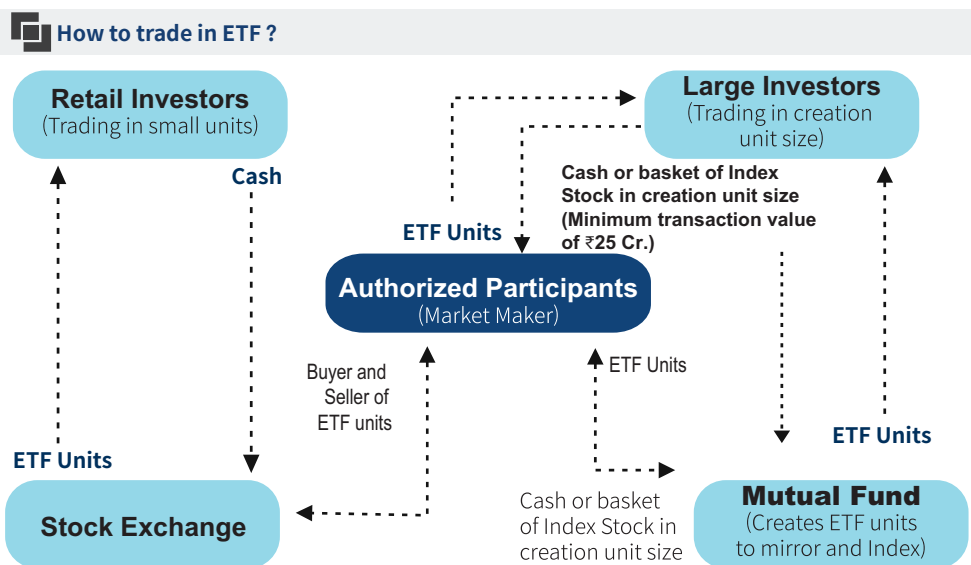 How to trade in ETF ?
Retail Investors
(Trading in small units)
Large Investors
(Trading in creation
unit size)
Cash
Cash or basket of Index
Stock in creation unit size
(Minimum transaction value
of ₹25 Cr.)
ETF Units
Authorized Participants
(Market Maker)
Buyer and
Seller of
ETF units
ETF Units
ETF Units
ETF Units
Stock Exchange
Cash or basket
of Index Stock in
creation unit size
Mutual Fund
(Creates ETF units
to mirror and Index)